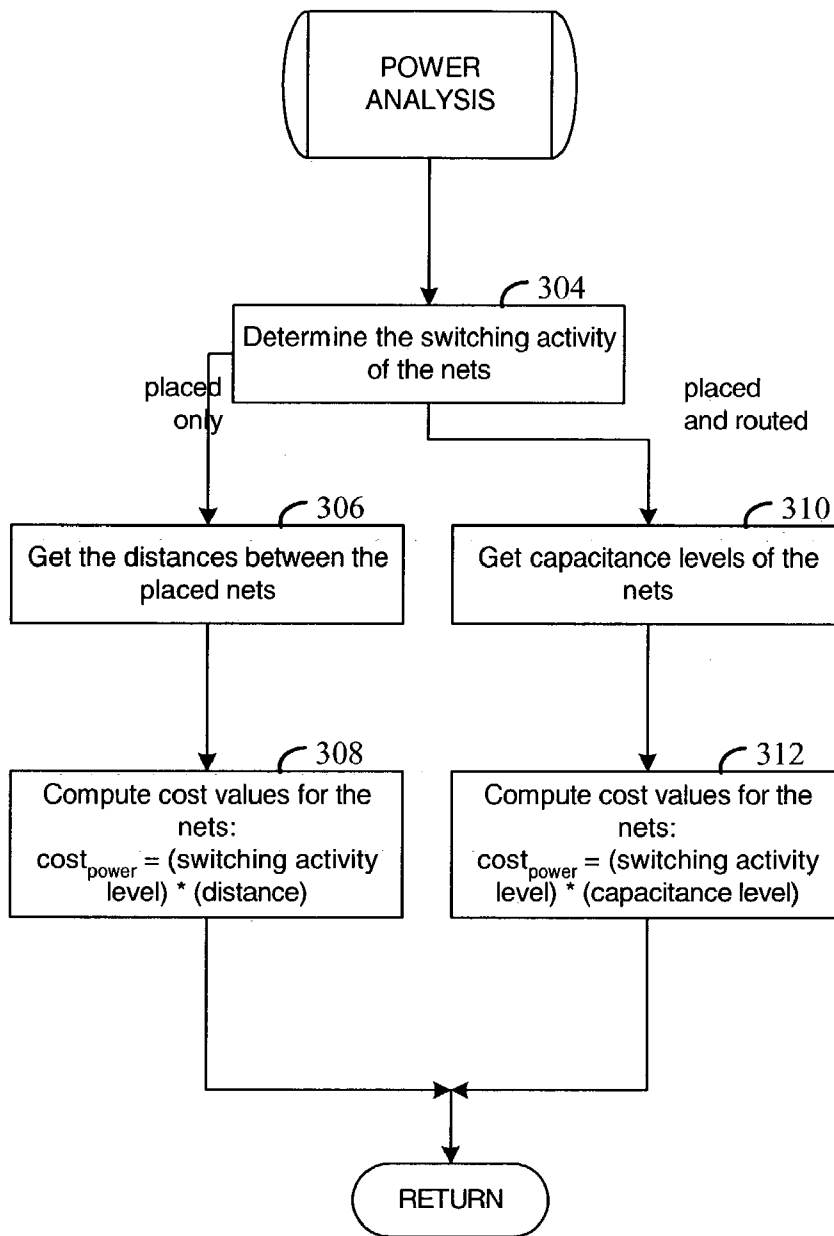 POWER
ANALYSIS
304
Determine the switching activity
of the nets
placed
only
placed
and routed
306
Get the distances between the
placed nets
310
Get capacitance levels of the
nets
308
Compute cost values for the
nets:
cost_power = (switching activity
level) * (distance)
312
Compute cost values for the
nets:
cost_power = (switching activity
level) * (capacitance level)
RETURN